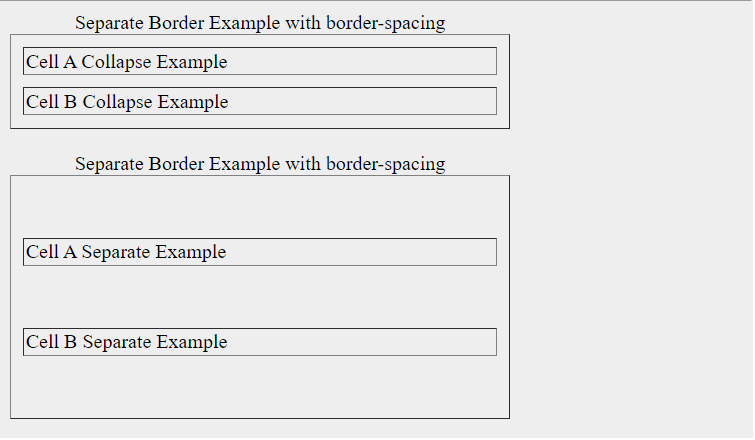 Separate Border Example with border-spacing
Cell A Collapse Example
Cell B Collapse Example
Separate Border Example with border-spacing
Cell A Separate Example
Cell B Separate Example